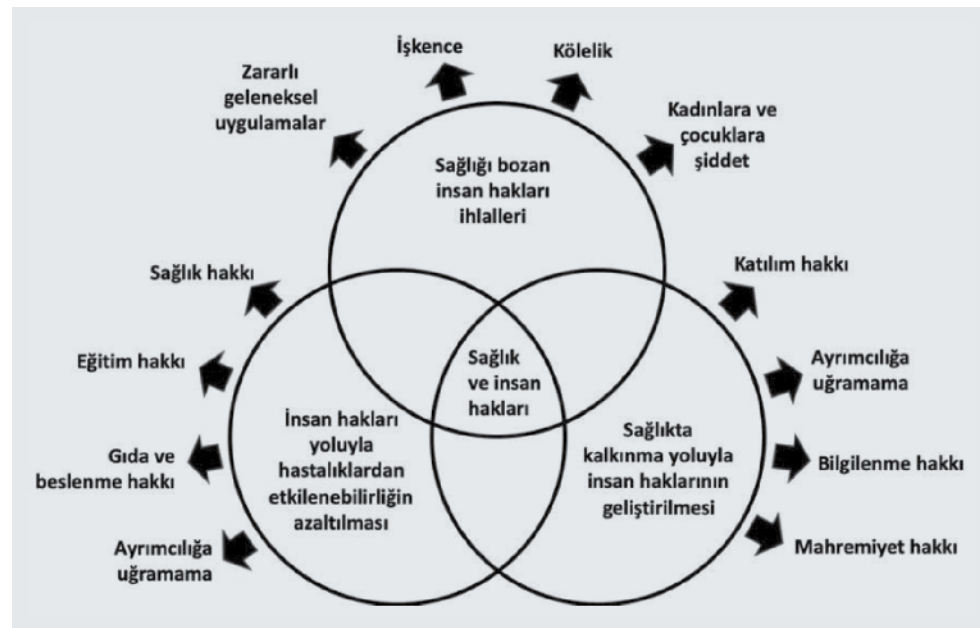 İşkence
Kölelik
Zararlı
geleneksel
uygulamalar
Kadınlara ve
çocuklara
şiddet
Sağlığı bozan
insan hakları
ihlalleri
Sağlık hakkı
Katılım hakkı
Eğitim hakkı
Sağlık
ve insan
hakları
Ayrımcılığa
uğramama
İnsan hakları
yoluyla
hastalıklardan
etkilenebilirliğin
azaltılması
Sağlıkta
kalkınma yoluyla
insan haklarının
geliştirilmesi
Gıda ve
beslenme hakkı
Bilgilenme hakkı
Ayrımcılığa
uğramama
Mahremiyet hakkı